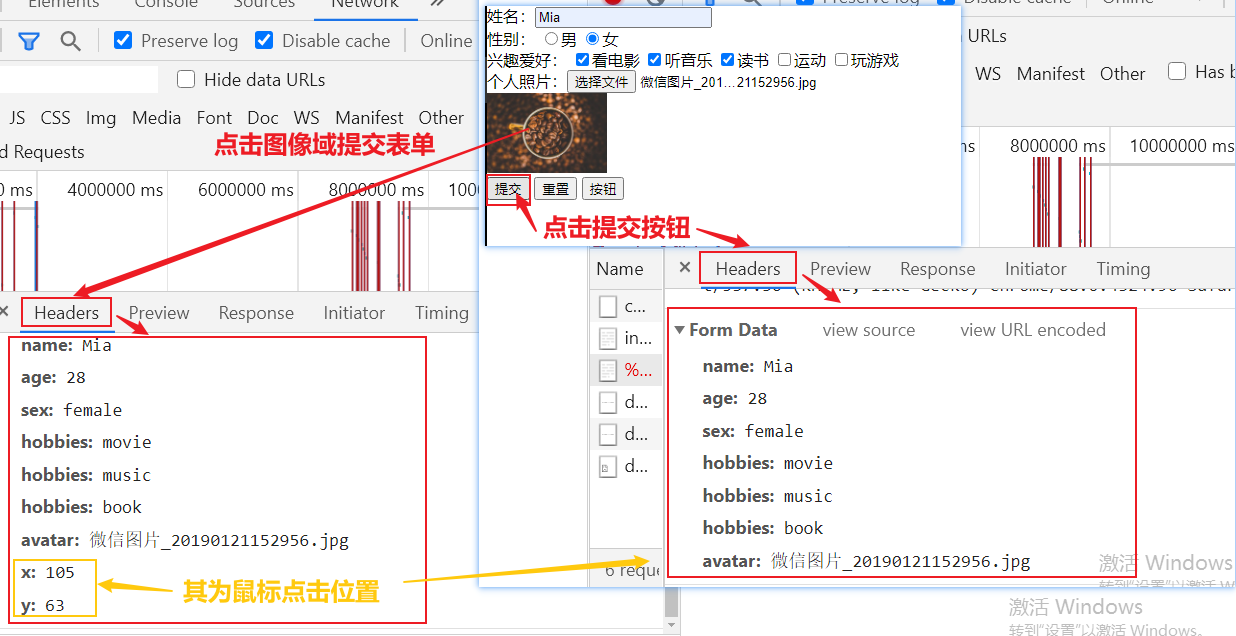 Elements Console Sources Network
Preserve log Disable cache Online
Hide data URLs
JS CSS Img Media Font Doc WS Manifest Other
d Requests
点击图像域提交表单
0 ms 4000000 ms 6000000 ms 8000000 ms 100
Headers Preview Response Initiator Timing
name: Mia
age: 28
sex: female
hobbies: movie
hobbies: music
hobbies: book
avatar: 微信图片_20190121152956.jpg
x: 105
y: 63
其为鼠标点击位置
姓名: Mia
性别: 男 女
兴趣爱好: 看电影 听音乐 读书 运动 玩游戏
个人照片: 选择文件 微信图片_201…21152956.jpg
提交 重置 按钮
点击提交按钮
Preserve log Disable cache Online
URLs
WS Manifest Other Has b
ns 8000000 ms 10000000 ms
Name
c...
in...
%...
d...
d...
d...
6 reque
Headers Preview Response Initiator Timing
Form Data view source view URL encoded
name: Mia
age: 28
sex: female
hobbies: movie
hobbies: music
hobbies: book
avatar: 微信图片_20190121152956.jpg
激活 Windows
转到"设置"以激活 W
激活 Windows
转到"设置"以激活 Windows。